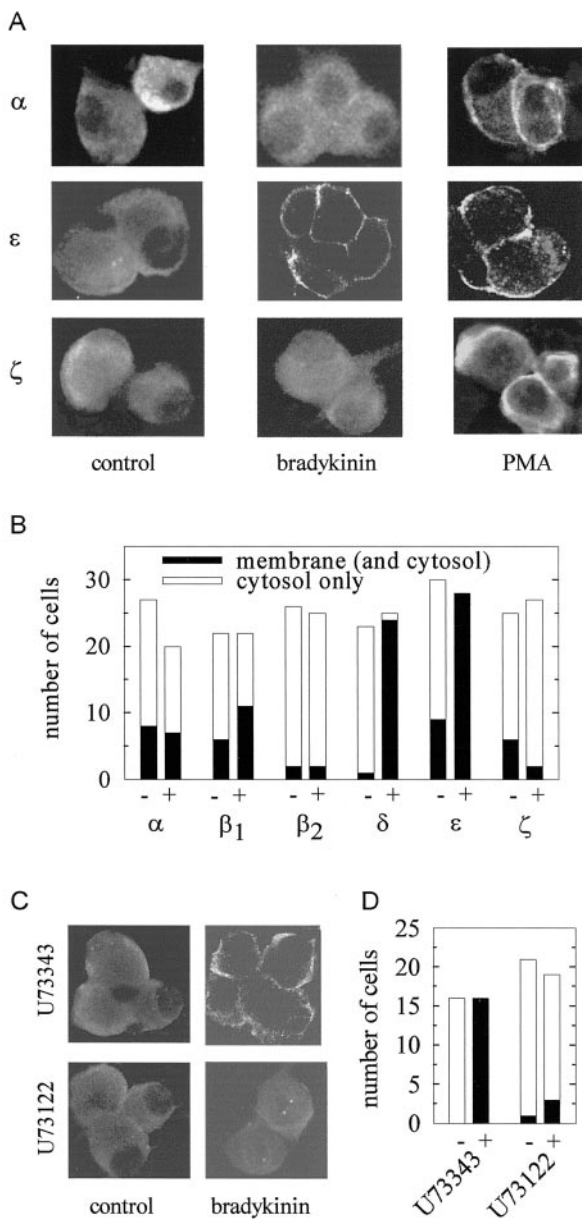 A
α
ε
ζ
control bradykinin PMA
B
membrane (and cytosol)
cytosol only
number of cells
30
20
10
0
- + - + - + - + - + - +
α β1 β2 δ ε ζ
C
U73343
U73122
control bradykinin
D
number of cells
25
20
15
10
5
0
- + - +
U73343 U73122